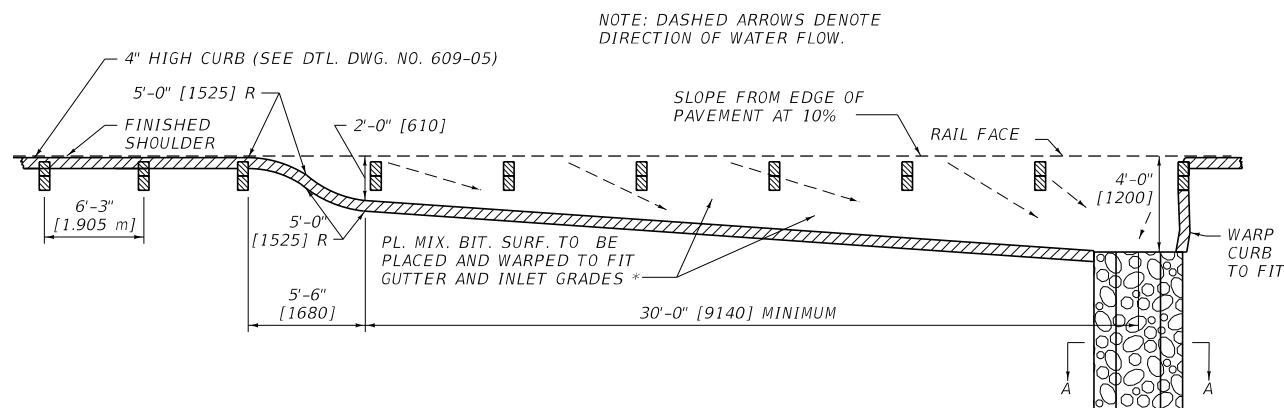 NOTE: DASHED ARROWS DENOTE
DIRECTION OF WATER FLOW.
4" HIGH CURB (SEE DTL. DWG. NO. 609-05)
5'-0" [1525] R
FINISHED
SHOULDER
2'-0" [610]
SLOPE FROM EDGE OF
PAVEMENT AT 10%
RAIL FACE
4'-0"
[1200]
6'-3"
[1.905 m]
5'-0"
[1525] R
PL. MIX. BIT. SURF. TO BE
PLACED AND WARPED TO FIT
GUTTER AND INLET GRADES *
WARP
CURB
TO FIT
5'-6"
[1680]
30'-0" [9140] MINIMUM
A
A